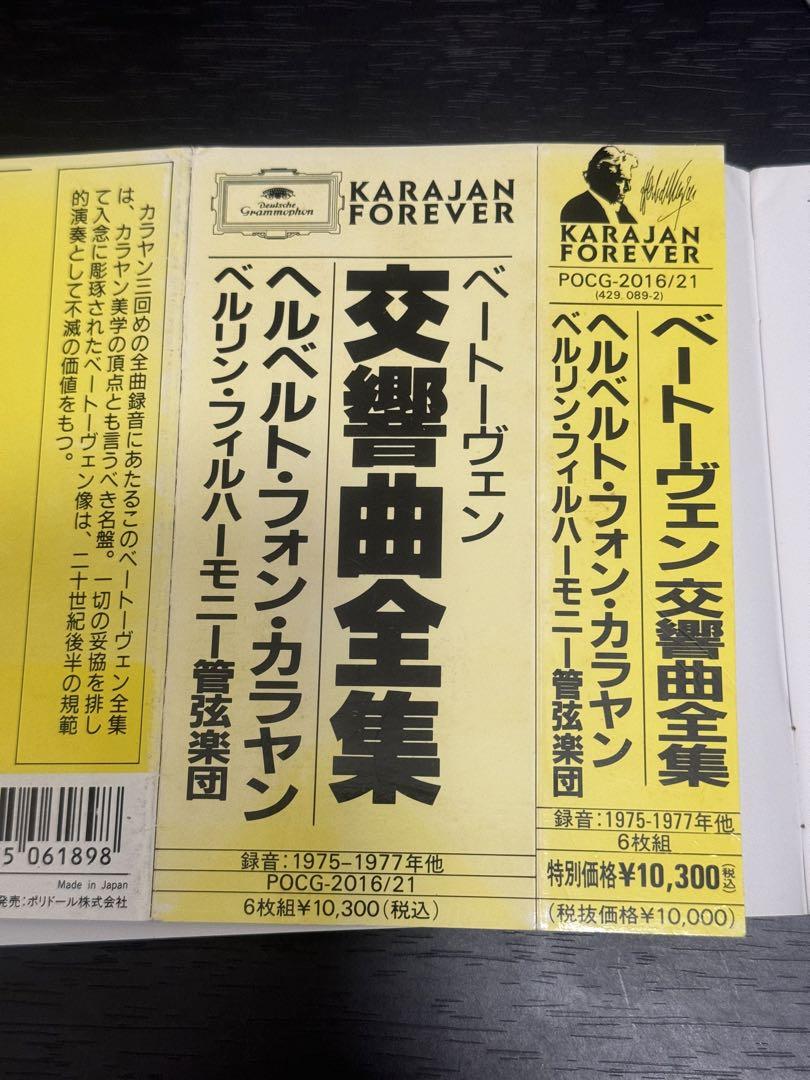 カラヤン三回めの全曲録音にあたるこのベートーヴェン全集
は、カラヤン美学の頂点とも言うべき名盤。一切の妥協を排し
て入念に彫琢されたベートーヴェン像は、二十世紀後半の規範
的演奏として不滅の価値をもつ。
5 061898
Made in Japan
発売:ポリドール株式会社
Deutsche
Grammophon
KARAJAN
FOREVER
ベートーヴェン
交響曲全集
ヘルベルト・フォン・カラヤン
ベルリン・フィルハーモニー管弦楽団
録音:1975-1977年他
POCG-2016/21
6枚組¥10,300(税込)
KARAJAN
FOREVER
POCG-2016/21
(429 089-2)
ベートーヴェン交響曲全集
ヘルベルト・フォン・カラヤン
ベルリン・フィルハーモニー管弦楽団
録音:1975-1977年他
6枚組
特別価格¥10,300(税込)
(税抜価格¥10,000)